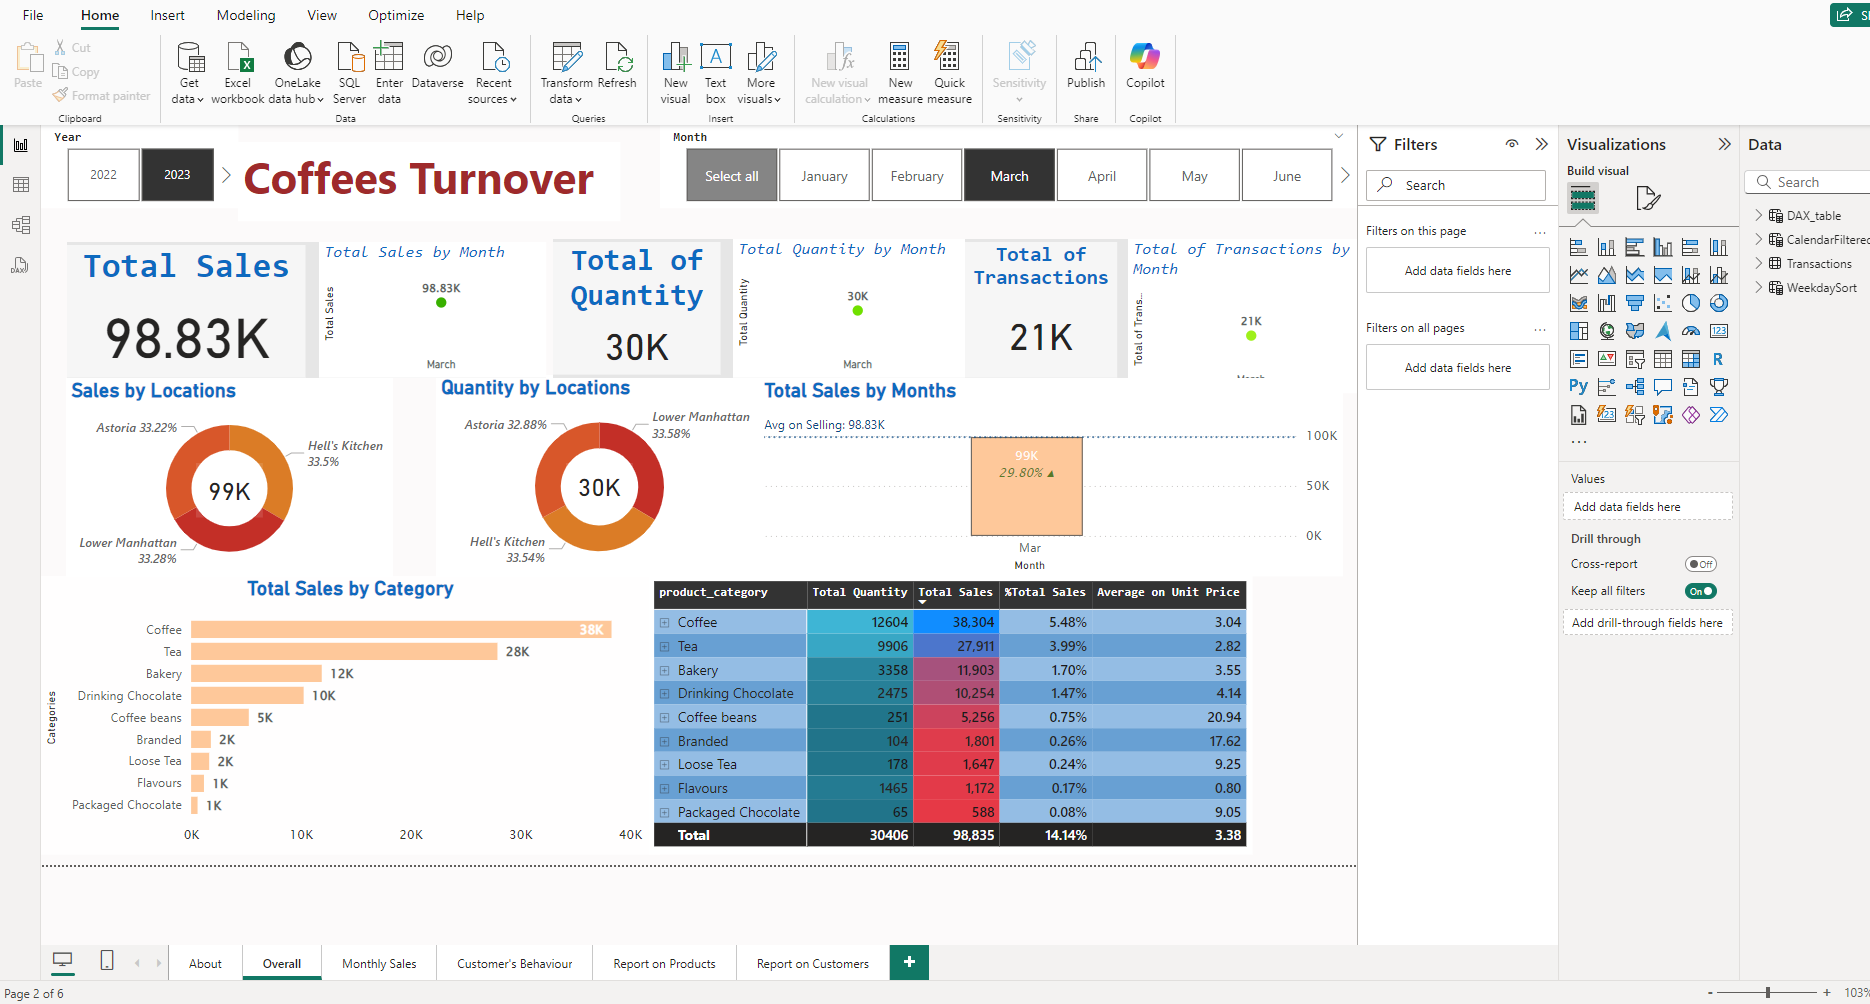 File Home Insert Modeling View Optimize Help
Paste
Cut
Copy
Format painter
Clipboard
Get data
Excel workbook
OneLake data hub
SQL Server
Enter data
Dataverse
Recent sources
Data
Transform data
Refresh
Queries
New visual
Text box
More visuals
Insert
New visual calculation
New measure
Quick measure
Calculations
Sensitivity
Sensitivity
Publish
Share
Copilot
Copilot
Year
2022 2023
Coffees Turnover
Month
Select all January February March April May June
Total Sales
98.83K
Total Sales by Month
Total Sales
98.83K
March
Total of
Quantity
30K
Total Quantity by Month
Total Quantity
30K
March
Total of
Transactions
21K
Total of Transactions by
Month
Total of Trans...
21K
March
Sales by Locations
Astoria 33.22%
Hell's Kitchen
33.5%
99K
Lower Manhattan
33.28%
Quantity by Locations
Astoria 32.88%
Lower Manhattan
33.58%
30K
Hell's Kitchen
33.54%
Total Sales by Months
Avg on Selling: 98.83K
100K
99K
29.80% ▲
50K
0K
Mar
Month
Total Sales by Category
Categories
Coffee 38K
Tea 28K
Bakery 12K
Drinking Chocolate 10K
Coffee beans 5K
Branded 2K
Loose Tea 2K
Flavours 1K
Packaged Chocolate 1K
0K 10K 20K 30K 40K
product_category Total Quantity Total Sales %Total Sales Average on Unit Price
Coffee 12604 38,304 5.48% 3.04
Tea 9906 27,911 3.99% 2.82
Bakery 3358 11,903 1.70% 3.55
Drinking Chocolate 2475 10,254 1.47% 4.14
Coffee beans 251 5,256 0.75% 20.94
Branded 104 1,801 0.26% 17.62
Loose Tea 178 1,647 0.24% 9.25
Flavours 1465 1,172 0.17% 0.80
Packaged Chocolate 65 588 0.08% 9.05
Total 30406 98,835 14.14% 3.38
Filters
Search
Filters on this page ...
Add data fields here
Filters on all pages ...
Add data fields here
Visualizations
Build visual
123
R
Py
123
...
Values
Add data fields here
Drill through
Cross-report Off
Keep all filters On
Add drill-through fields here
Data
Search
DAX_table
CalendarFiltered
Transactions
WeekdaySort
About Overall Monthly Sales Customer's Behaviour Report on Products Report on Customers +
Page 2 of 6
- + 103%